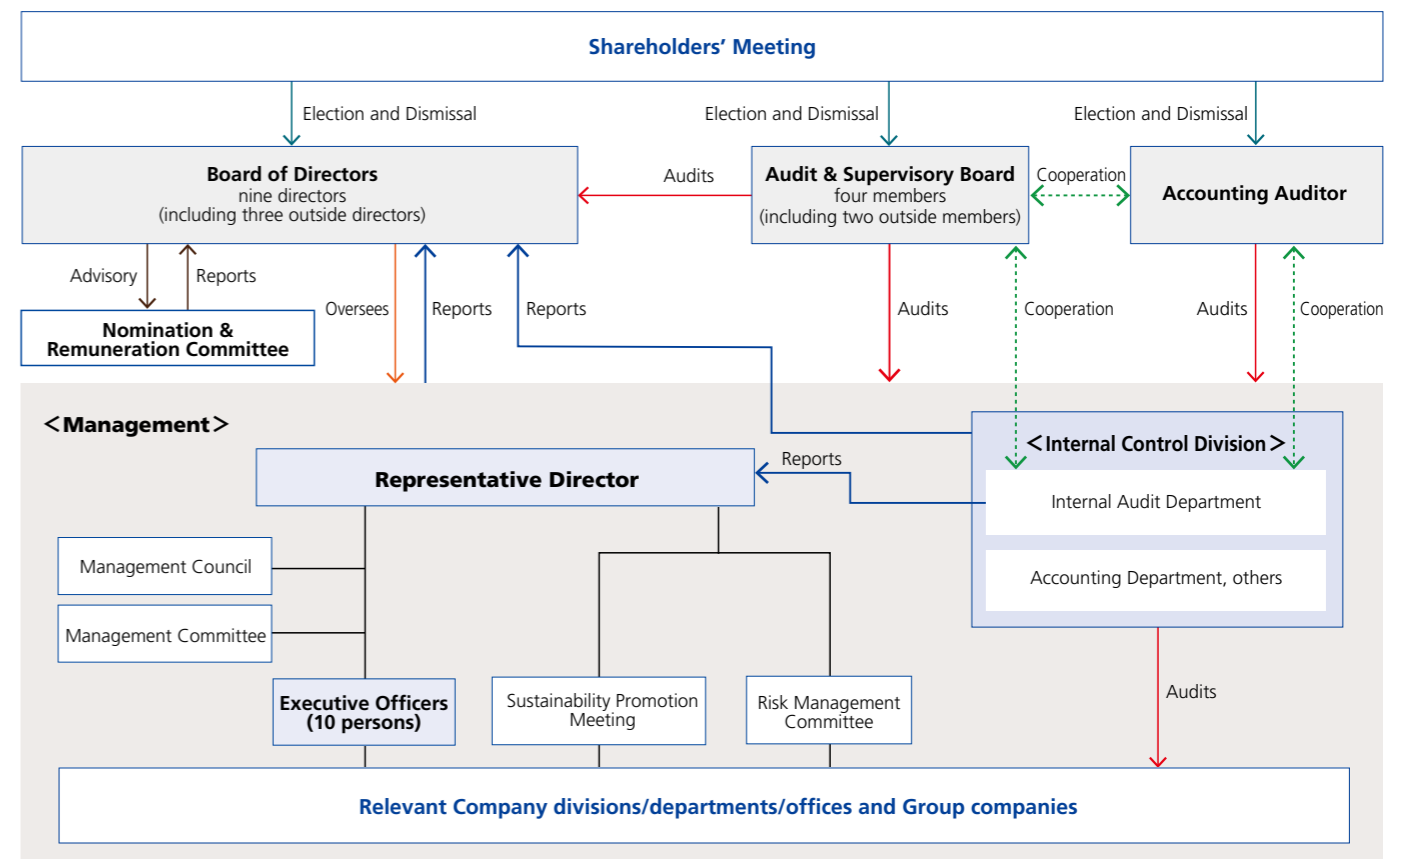 Shareholders’ Meeting
Election and Dismissal
Election and Dismissal
Election and Dismissal
Board of Directors
nine directors
(including three outside directors)
Audits
Audit & Supervisory Board
four members
(including two outside members)
Cooperation
Accounting Auditor
Advisory
Reports
Oversees
Reports
Reports
Audits
Cooperation
Audits
Cooperation
Nomination &
Remuneration Committee
<Management>
Representative Director
Reports
<Internal Control Division>
Internal Audit Department
Accounting Department, others
Management Council
Management Committee
Executive Officers
(10 persons)
Sustainability Promotion
Meeting
Risk Management
Committee
Audits
Relevant Company divisions/departments/offices and Group companies